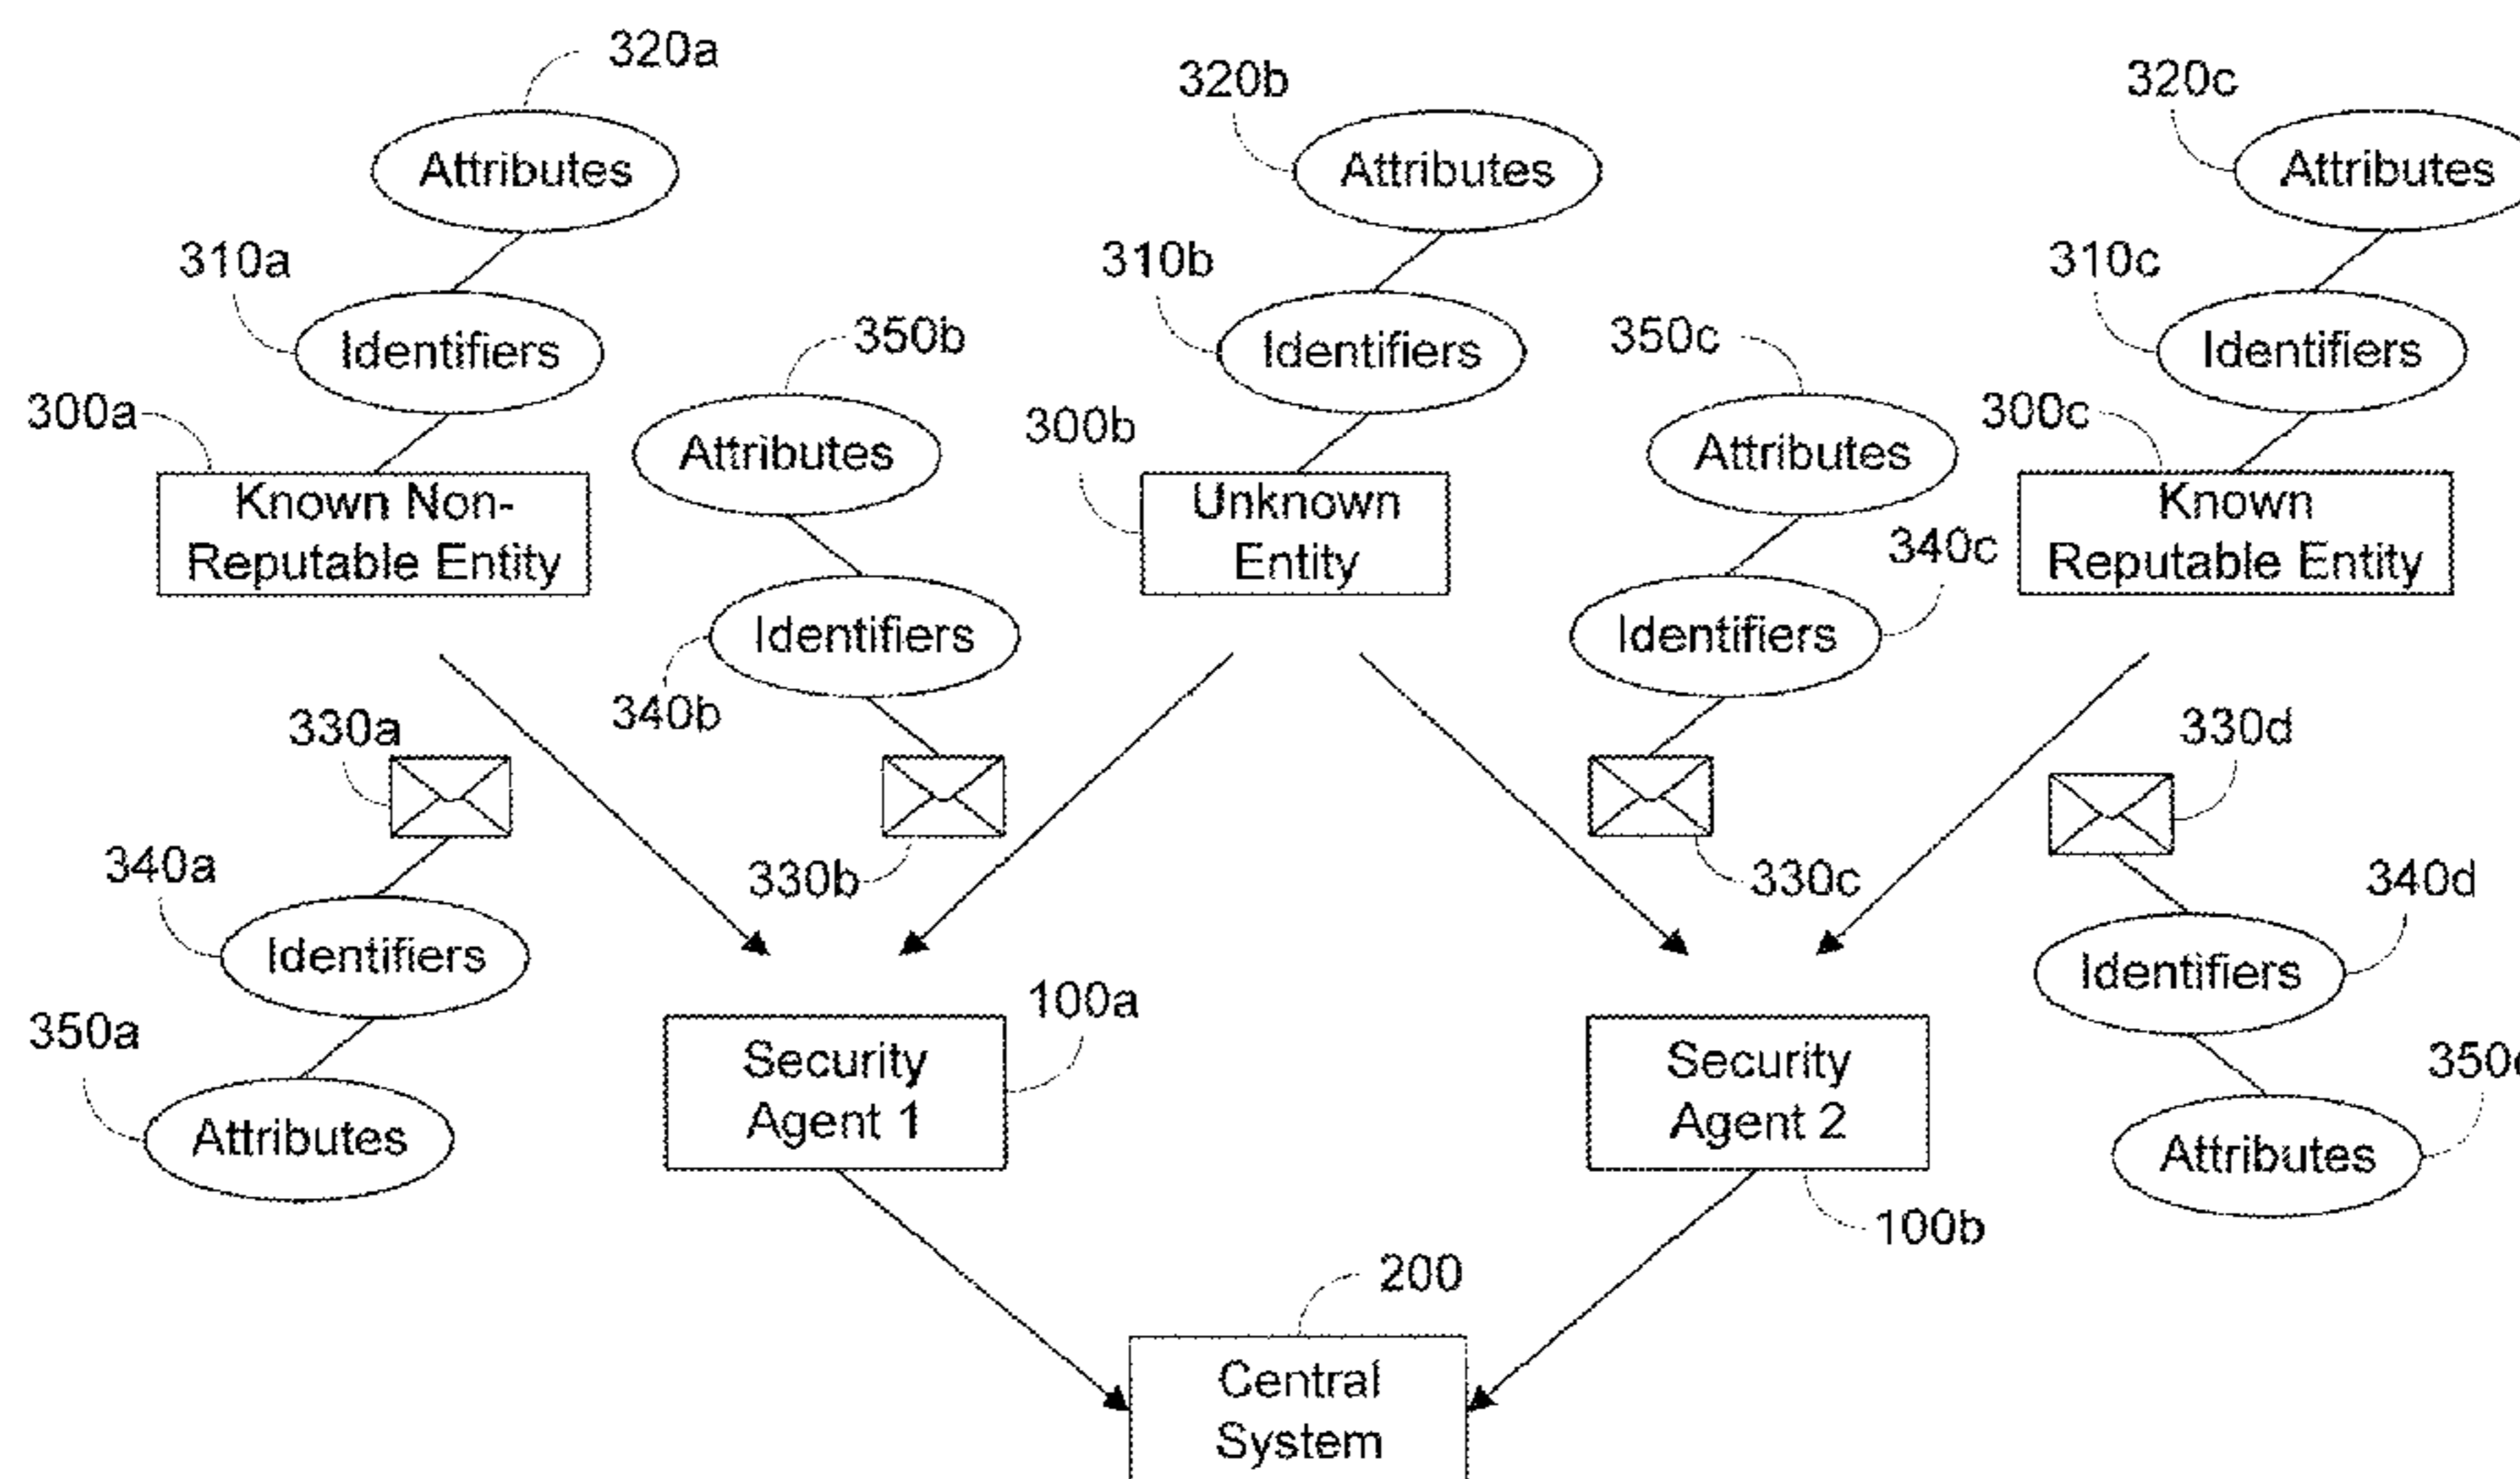 320a
320b
320c
Attributes
Attributes
Attributes
310a
310b
310c
Identifiers
350b
Identifiers
350c
Identifiers
300a
300b
300c
Attributes
Attributes
Known Non-
Reputable Entity
Unknown
Entity
Known
Reputable Entity
340c
Identifiers
Identifiers
340b
330a
330d
340a
330b
330c
340d
Identifiers
Identifiers
350a
100a
Security
Agent 1
Security
Agent 2
350
Attributes
Attributes
100b
200
Central
System